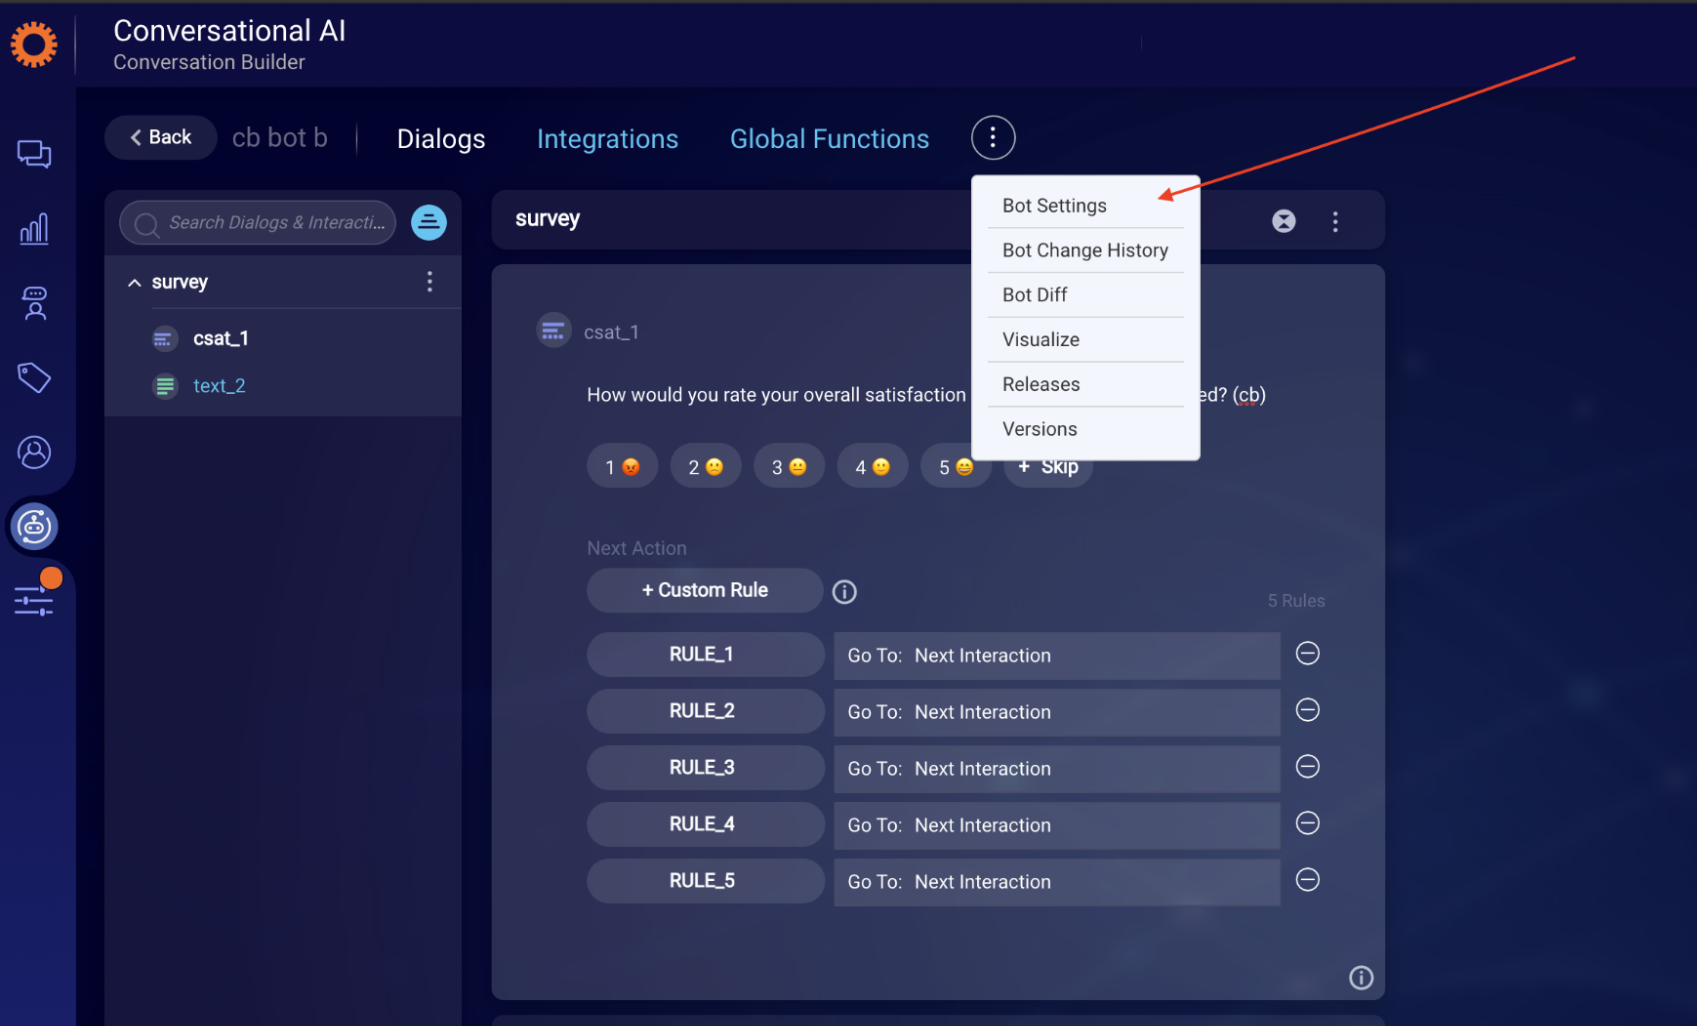 Conversational AI
Conversation Builder
Back
cb bot b
Dialogs
Integrations
Global Functions
Search Dialogs & Interacti...
survey
csat_1
text_2
survey
Bot Settings
Bot Change History
Bot Diff
Visualize
Releases
Versions
csat_1
How would you rate your overall satisfaction ed? (cb)
1 😡
2 🙁
3 😐
4 🙂
5 😄
+ Skip
Next Action
+ Custom Rule
5 Rules
RULE_1 Go To: Next Interaction
RULE_2 Go To: Next Interaction
RULE_3 Go To: Next Interaction
RULE_4 Go To: Next Interaction
RULE_5 Go To: Next Interaction